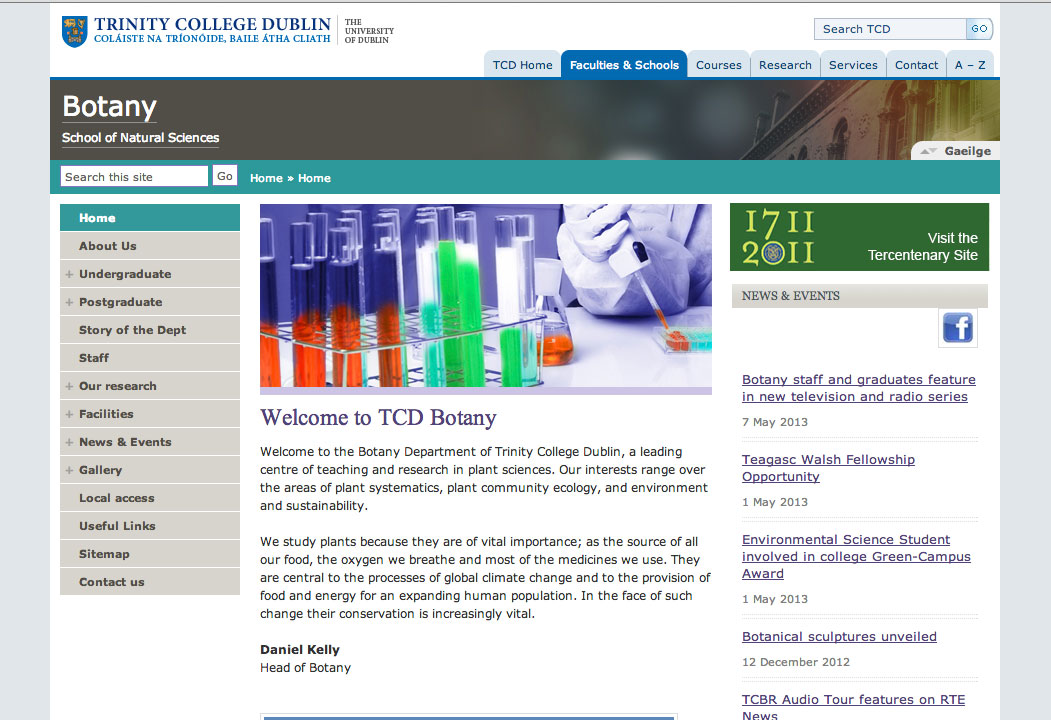 TRINITY COLLEGE DUBLIN
COLÁISTE NA TRÍONÓIDE, BAILE ÁTHA CLIATH
THE
UNIVERSITY
OF DUBLIN
Search TCD
GO
TCD Home
Faculties & Schools
Courses
Research
Services
Contact
A – Z
Botany
School of Natural Sciences
Gaeilge
Search this site
Go
Home » Home
Home
About Us
+ Undergraduate
+ Postgraduate
Story of the Dept
Staff
+ Our research
+ Facilities
+ News & Events
+ Gallery
Local access
Useful Links
Sitemap
Contact us
Welcome to TCD Botany
Welcome to the Botany Department of Trinity College Dublin, a leading
centre of teaching and research in plant sciences. Our interests range over
the areas of plant systematics, plant community ecology, and environment
and sustainability.
We study plants because they are of vital importance; as the source of all
our food, the oxygen we breathe and most of the medicines we use. They
are central to the processes of global climate change and to the provision of
food and energy for an expanding human population. In the face of such
change their conservation is increasingly vital.
Daniel Kelly
Head of Botany
1711
2011
Visit the
Tercentenary Site
NEWS & EVENTS
f
Botany staff and graduates feature
in new television and radio series
7 May 2013
Teagasc Walsh Fellowship
Opportunity
1 May 2013
Environmental Science Student
involved in college Green-Campus
Award
1 May 2013
Botanical sculptures unveiled
12 December 2012
TCBR Audio Tour features on RTE
News